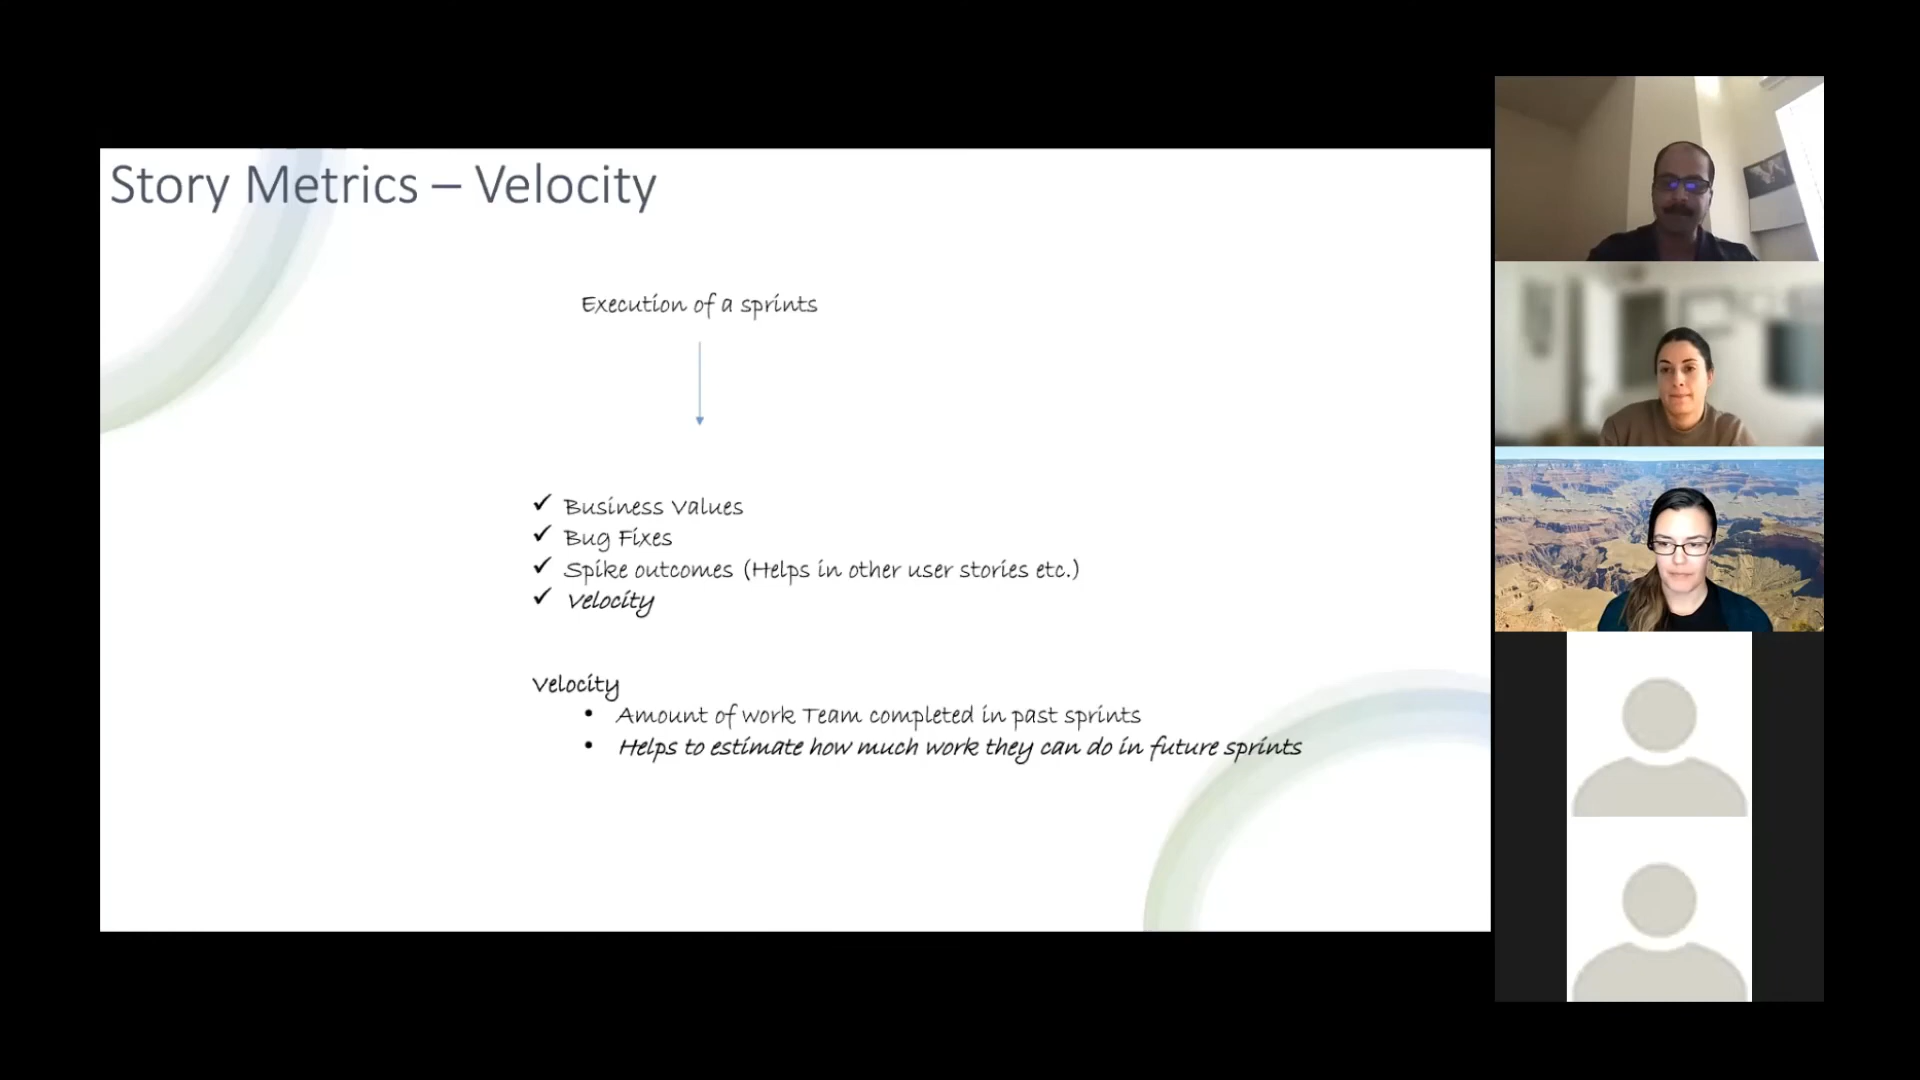 Story Metrics – Velocity
Execution of a sprints
✓ Business Values
✓ Bug Fixes
✓ Spike outcomes (Helps in other user stories etc.)
✓ Velocity
Velocity
• Amount of work Team completed in past sprints
• Helps to estimate how much work they can do in future sprints